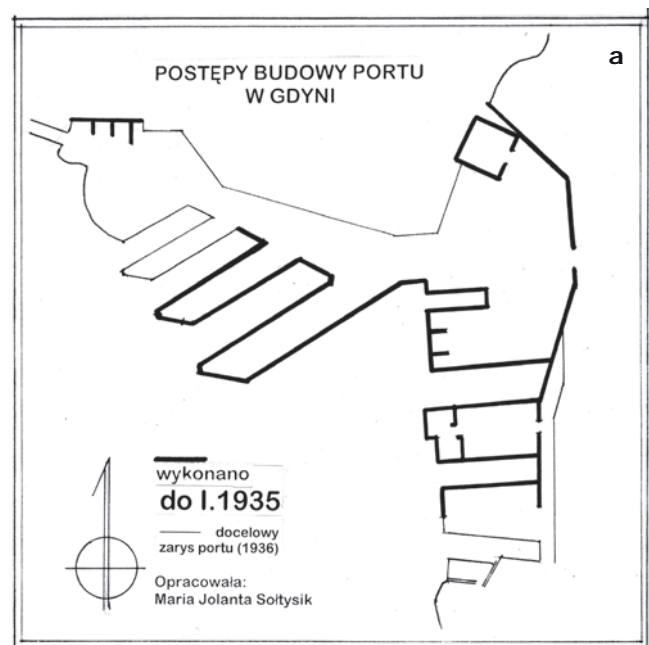 a
POSTĘPY BUDOWY PORTU
W GDYNI
wykonano
do I.1935
docelowy
zarys portu (1936)
Opracowała:
Maria Jolanta Sołtysik